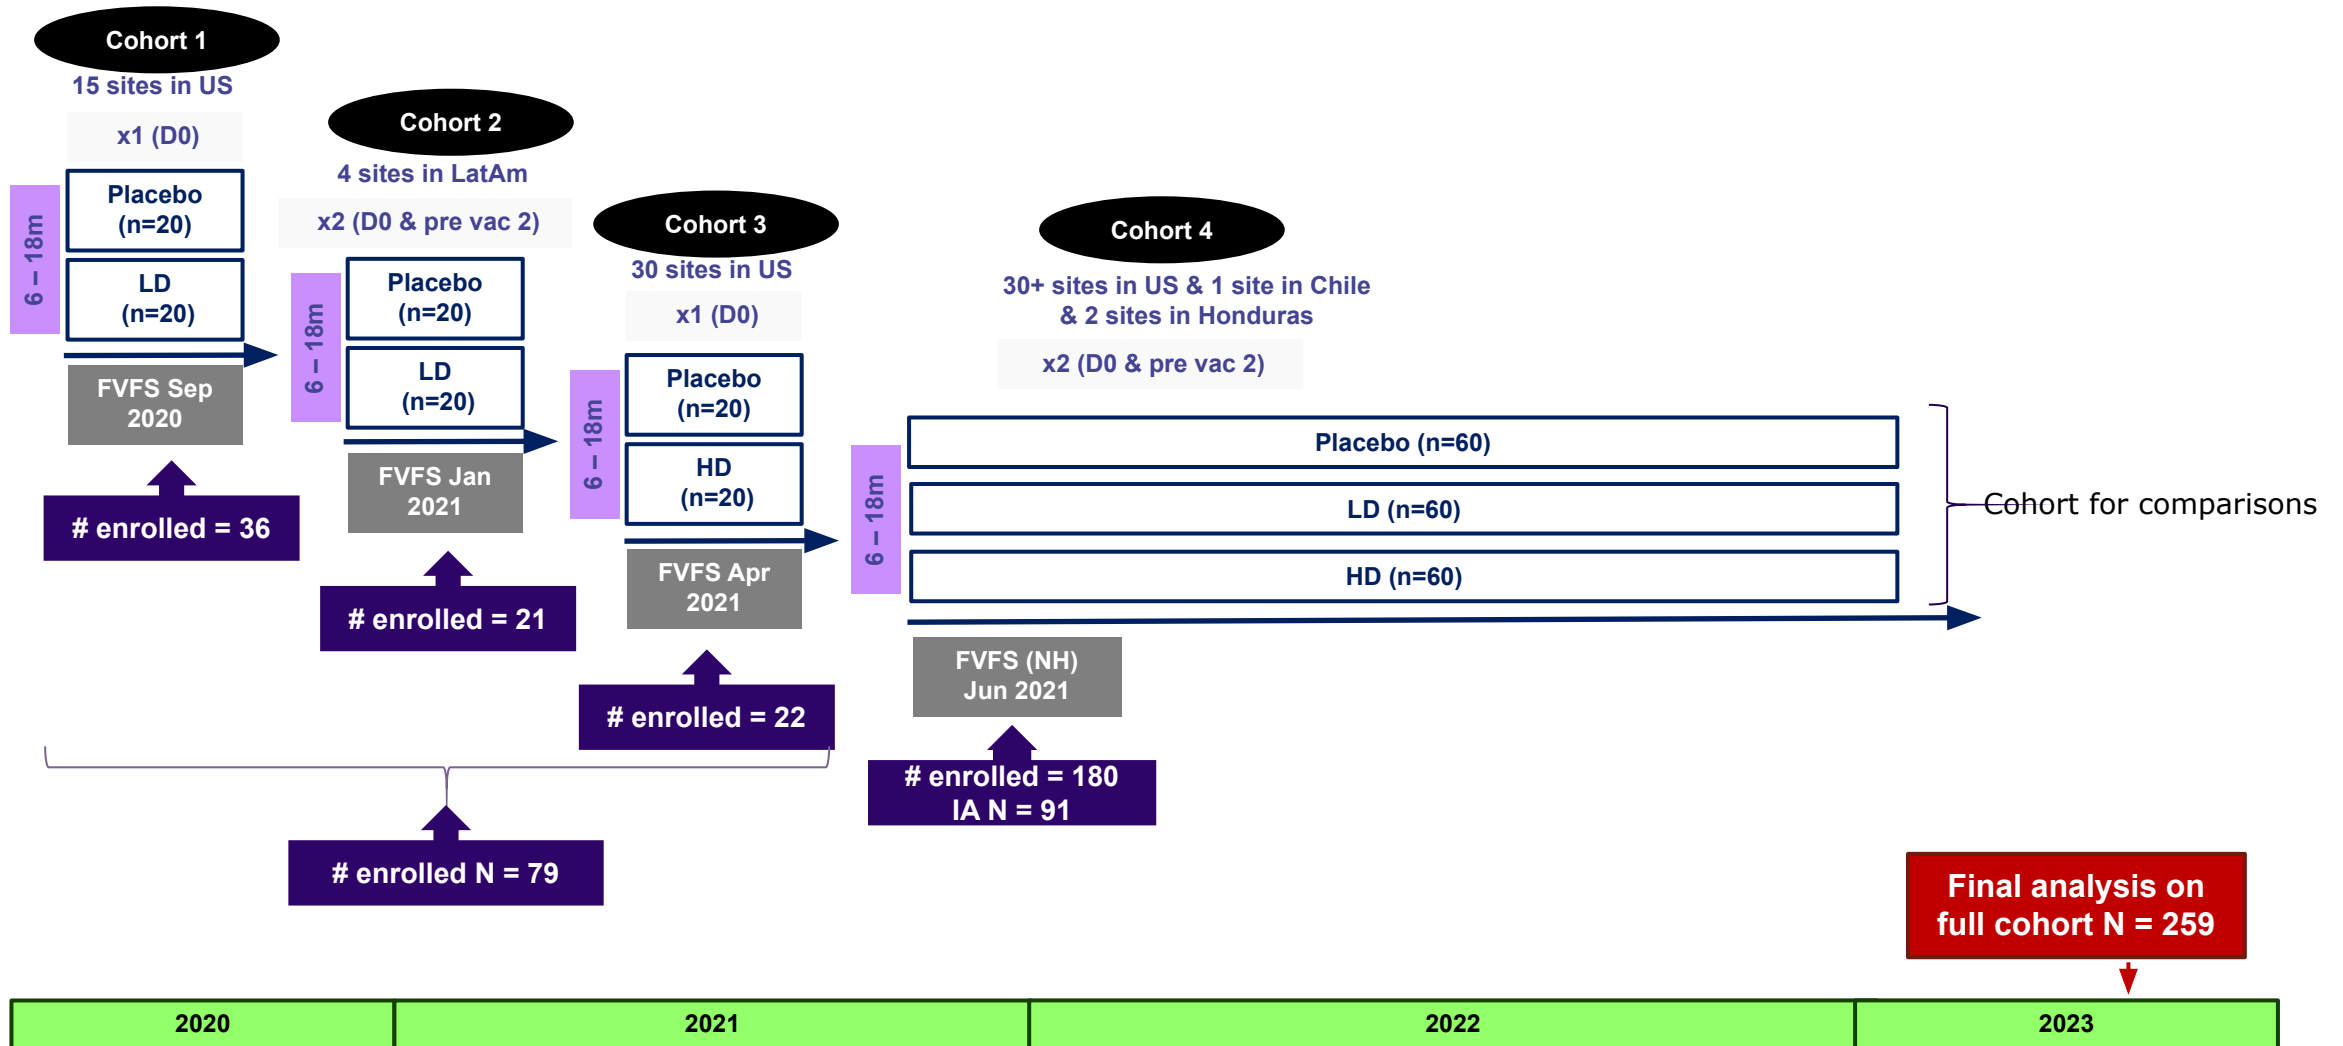 Cohort 1
15 sites in US
x1 (D0)
6 – 18m
Placebo
(n=20)
LD
(n=20)
FVFS Sep
2020
# enrolled = 36
Cohort 2
4 sites in LatAm
x2 (D0 & pre vac 2)
6 – 18m
Placebo
(n=20)
LD
(n=20)
FVFS Jan
2021
# enrolled = 21
Cohort 3
30 sites in US
x1 (D0)
6 – 18m
Placebo
(n=20)
HD
(n=20)
FVFS Apr
2021
# enrolled = 22
# enrolled N = 79
Cohort 4
30+ sites in US & 1 site in Chile
& 2 sites in Honduras
x2 (D0 & pre vac 2)
6 – 18m
Placebo (n=60)
LD (n=60)
HD (n=60)
Cohort for comparisons
FVFS (NH)
Jun 2021
# enrolled = 180
IA N = 91
Final analysis on
full cohort N = 259
2020
2021
2022
2023